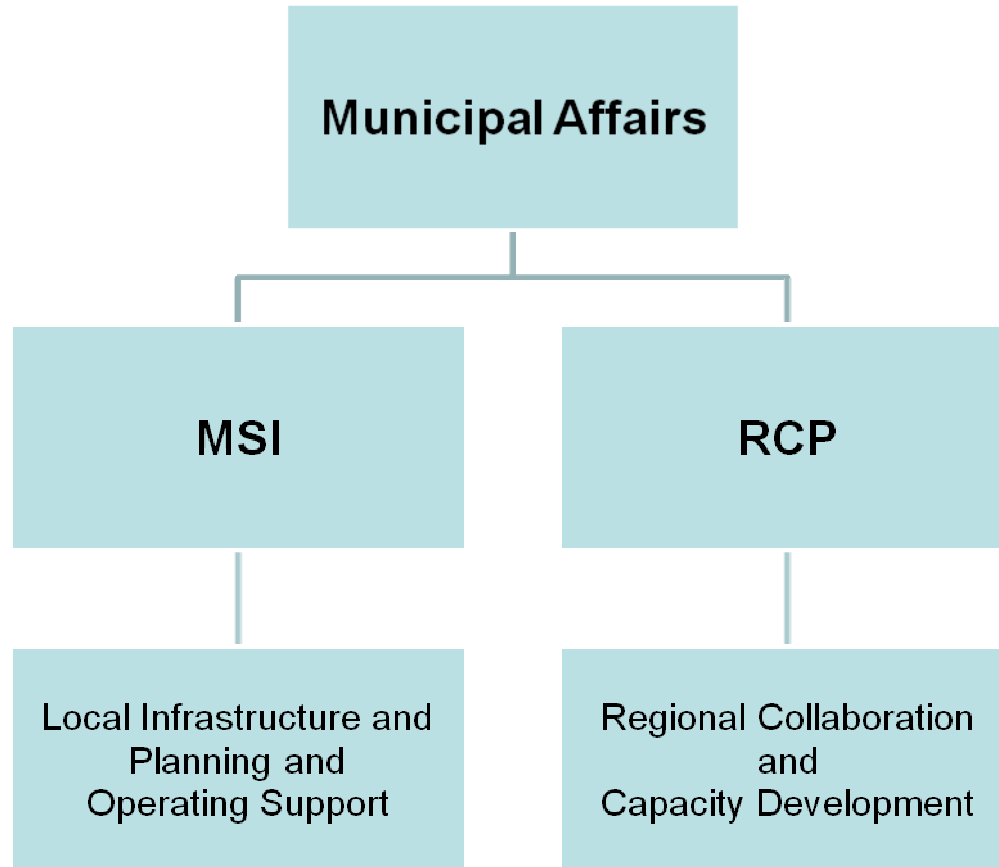 Municipal Affairs
MSI
RCP
Local Infrastructure and
Planning and
Operating Support
Regional Collaboration
and
Capacity Development